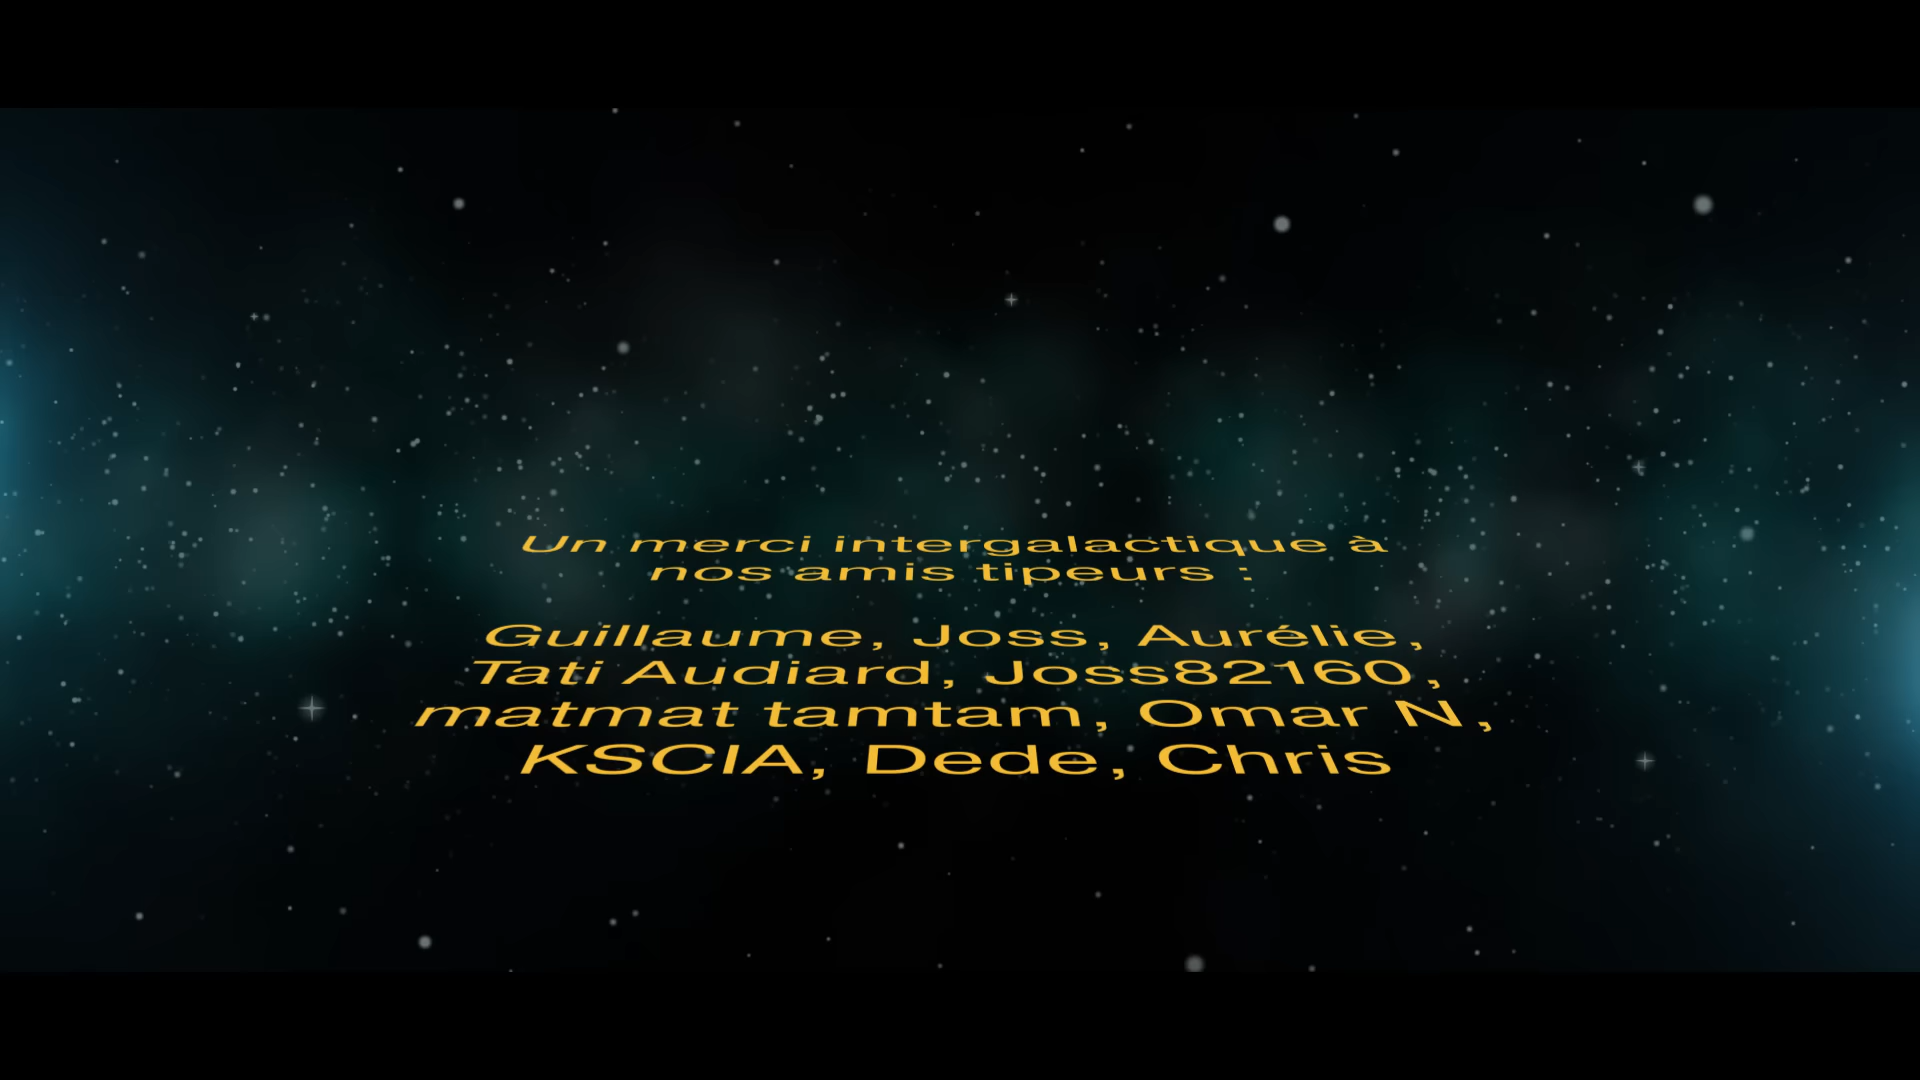 Un merci intergalactique à
nos amis tipeurs :
Guillaume, Joss, Aurélie,
Tati Audiard, Joss82160,
matmat tamtam, Omar N,
KSCIA, Dede, Chris